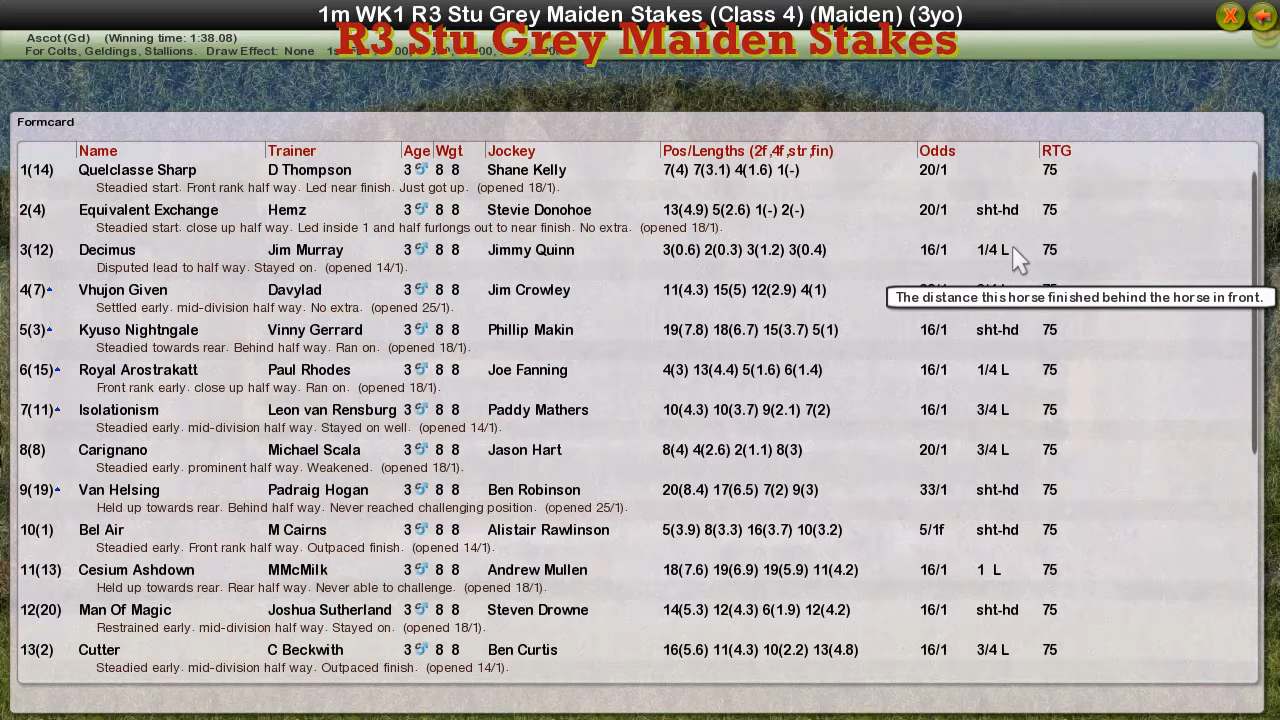 1m WK1 R3 Stu Grey Maiden Stakes (Class 4) (Maiden) (3yo)
R3 Stu Grey Maiden Stakes
Ascot(Gd) (Winning time: 1:38.08)
For Colts, Geldings, Stallions. Draw Effect: None
Formcard
Name Trainer Age Wgt Jockey Pos/Lengths (2f,4f,str,fin) Odds RTG
1(14) Quelclasse Sharp D Thompson 3 8 8 Shane Kelly 7(4) 7(3.1) 4(1.6) 1(-) 20/1 75
Steadied start. Front rank half way. Led near finish. Just got up. (opened 18/1).
2(4) Equivalent Exchange Hemz 3 8 8 Stevie Donohoe 13(4.9) 5(2.6) 1(-) 2(-) 20/1 sht-hd 75
Steadied start. close up half way. Led inside 1 and half furlongs out to near finish. No extra. (opened 18/1).
3(12) Decimus Jim Murray 3 8 8 Jimmy Quinn 3(0.6) 2(0.3) 3(1.2) 3(0.4) 16/1 1/4 L 75
Disputed lead to half way. Stayed on. (opened 14/1).
4(7) Vhujon Given Davylad 3 8 8 Jim Crowley 11(4.3) 15(5) 12(2.9) 4(1)
The distance this horse finished behind the horse in front.
Settled early. mid-division half way. No extra. (opened 25/1).
5(3) Kyuso Nightngale Vinny Gerrard 3 8 8 Phillip Makin 19(7.8) 18(6.7) 15(3.7) 5(1) 16/1 sht-hd 75
Steadied towards rear. Behind half way. Ran on. (opened 18/1).
6(15) Royal Arostrakatt Paul Rhodes 3 8 8 Joe Fanning 4(3) 13(4.4) 5(1.6) 6(1.4) 16/1 1/4 L 75
Front rank early. close up half way. Ran on. (opened 18/1).
7(11) Isolationism Leon van Rensburg 3 8 8 Paddy Mathers 10(4.3) 10(3.7) 9(2.1) 7(2) 16/1 3/4 L 75
Steadied early. mid-division half way. Stayed on well. (opened 14/1).
8(8) Carignano Michael Scala 3 8 8 Jason Hart 8(4) 4(2.6) 2(1.1) 8(3) 20/1 3/4 L 75
Steadied early. prominent half way. Weakened. (opened 18/1).
9(19) Van Helsing Padraig Hogan 3 8 8 Ben Robinson 20(8.4) 17(6.5) 7(2) 9(3) 33/1 sht-hd 75
Held up towards rear. Behind half way. Never reached challenging position. (opened 25/1).
10(1) Bel Air M Cairns 3 8 8 Alistair Rawlinson 5(3.9) 8(3.3) 16(3.7) 10(3.2) 5/1f sht-hd 75
Steadied early. Front rank half way. Outpaced finish. (opened 14/1).
11(13) Cesium Ashdown MMcMilk 3 8 8 Andrew Mullen 18(7.6) 19(6.9) 19(5.9) 11(4.2) 16/1 1 L 75
Held up towards rear. Rear half way. Never able to challenge. (opened 18/1).
12(20) Man Of Magic Joshua Sutherland 3 8 8 Steven Drowne 14(5.3) 12(4.3) 6(1.9) 12(4.2) 16/1 sht-hd 75
Restrained early. mid-division half way. Stayed on. (opened 18/1).
13(2) Cutter C Beckwith 3 8 8 Ben Curtis 16(5.6) 11(4.3) 10(2.2) 13(4.8) 16/1 3/4 L 75
Steadied early. mid-division half way. Outpaced finish. (opened 14/1).